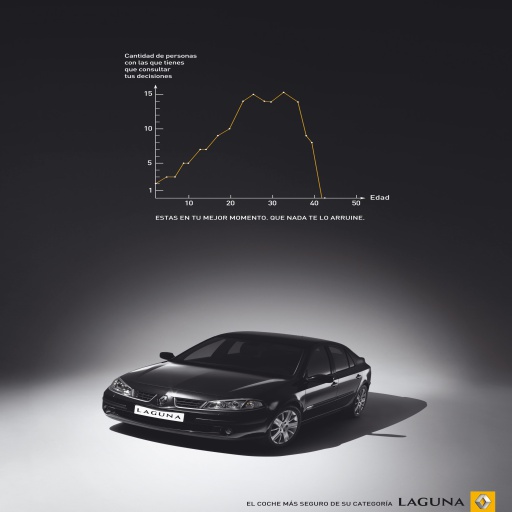 Cantidad de personas
con las que tienes
que consultar
tus decisiones
15
10
5
1
10 20 30 40 50
Edad
ESTAS EN TU MEJOR MOMENTO. QUE NADA TE LO ARRUINE.
LAGUNA
EL COCHE MÁS SEGURO DE SU CATEGORÍA LAGUNA